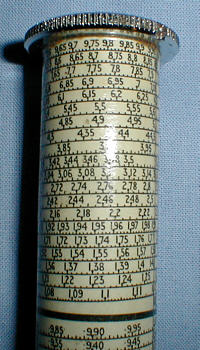 9,65 9,7 9,75 9,8 9,85 9,9
8,6 8,65 8,7 8,75 8,8
7,7 7,75 7,8 7,85
6,85 6,9 6,95 7
6,1 6,15 6,2
5,45 5,5
4,85 4,9 4,95
4,35 4,4
3,85 3,9 3,95
3,42 3,44 3,46 3,5
3,04 3,06 3,08 3,1 3,12 3,14
2,72 2,74 2,76 2,78 2,8
2,42 2,44 2,46 2,48 2,5
2,16 2,18 2,2 2,22
1,92 1,93 1,94 1,95 1,96 1,97 1,98
1,71 1,72 1,73 1,74 1,75
1,52 1,53 1,54 1,55 1,56 1,57
1,36 1,37 1,38 1,39 1,4
1,21 1,22 1,23 1,24 1,25
1,08 1,09 1,1
9,85 9,90 9,95
9,35 9,40 9,45